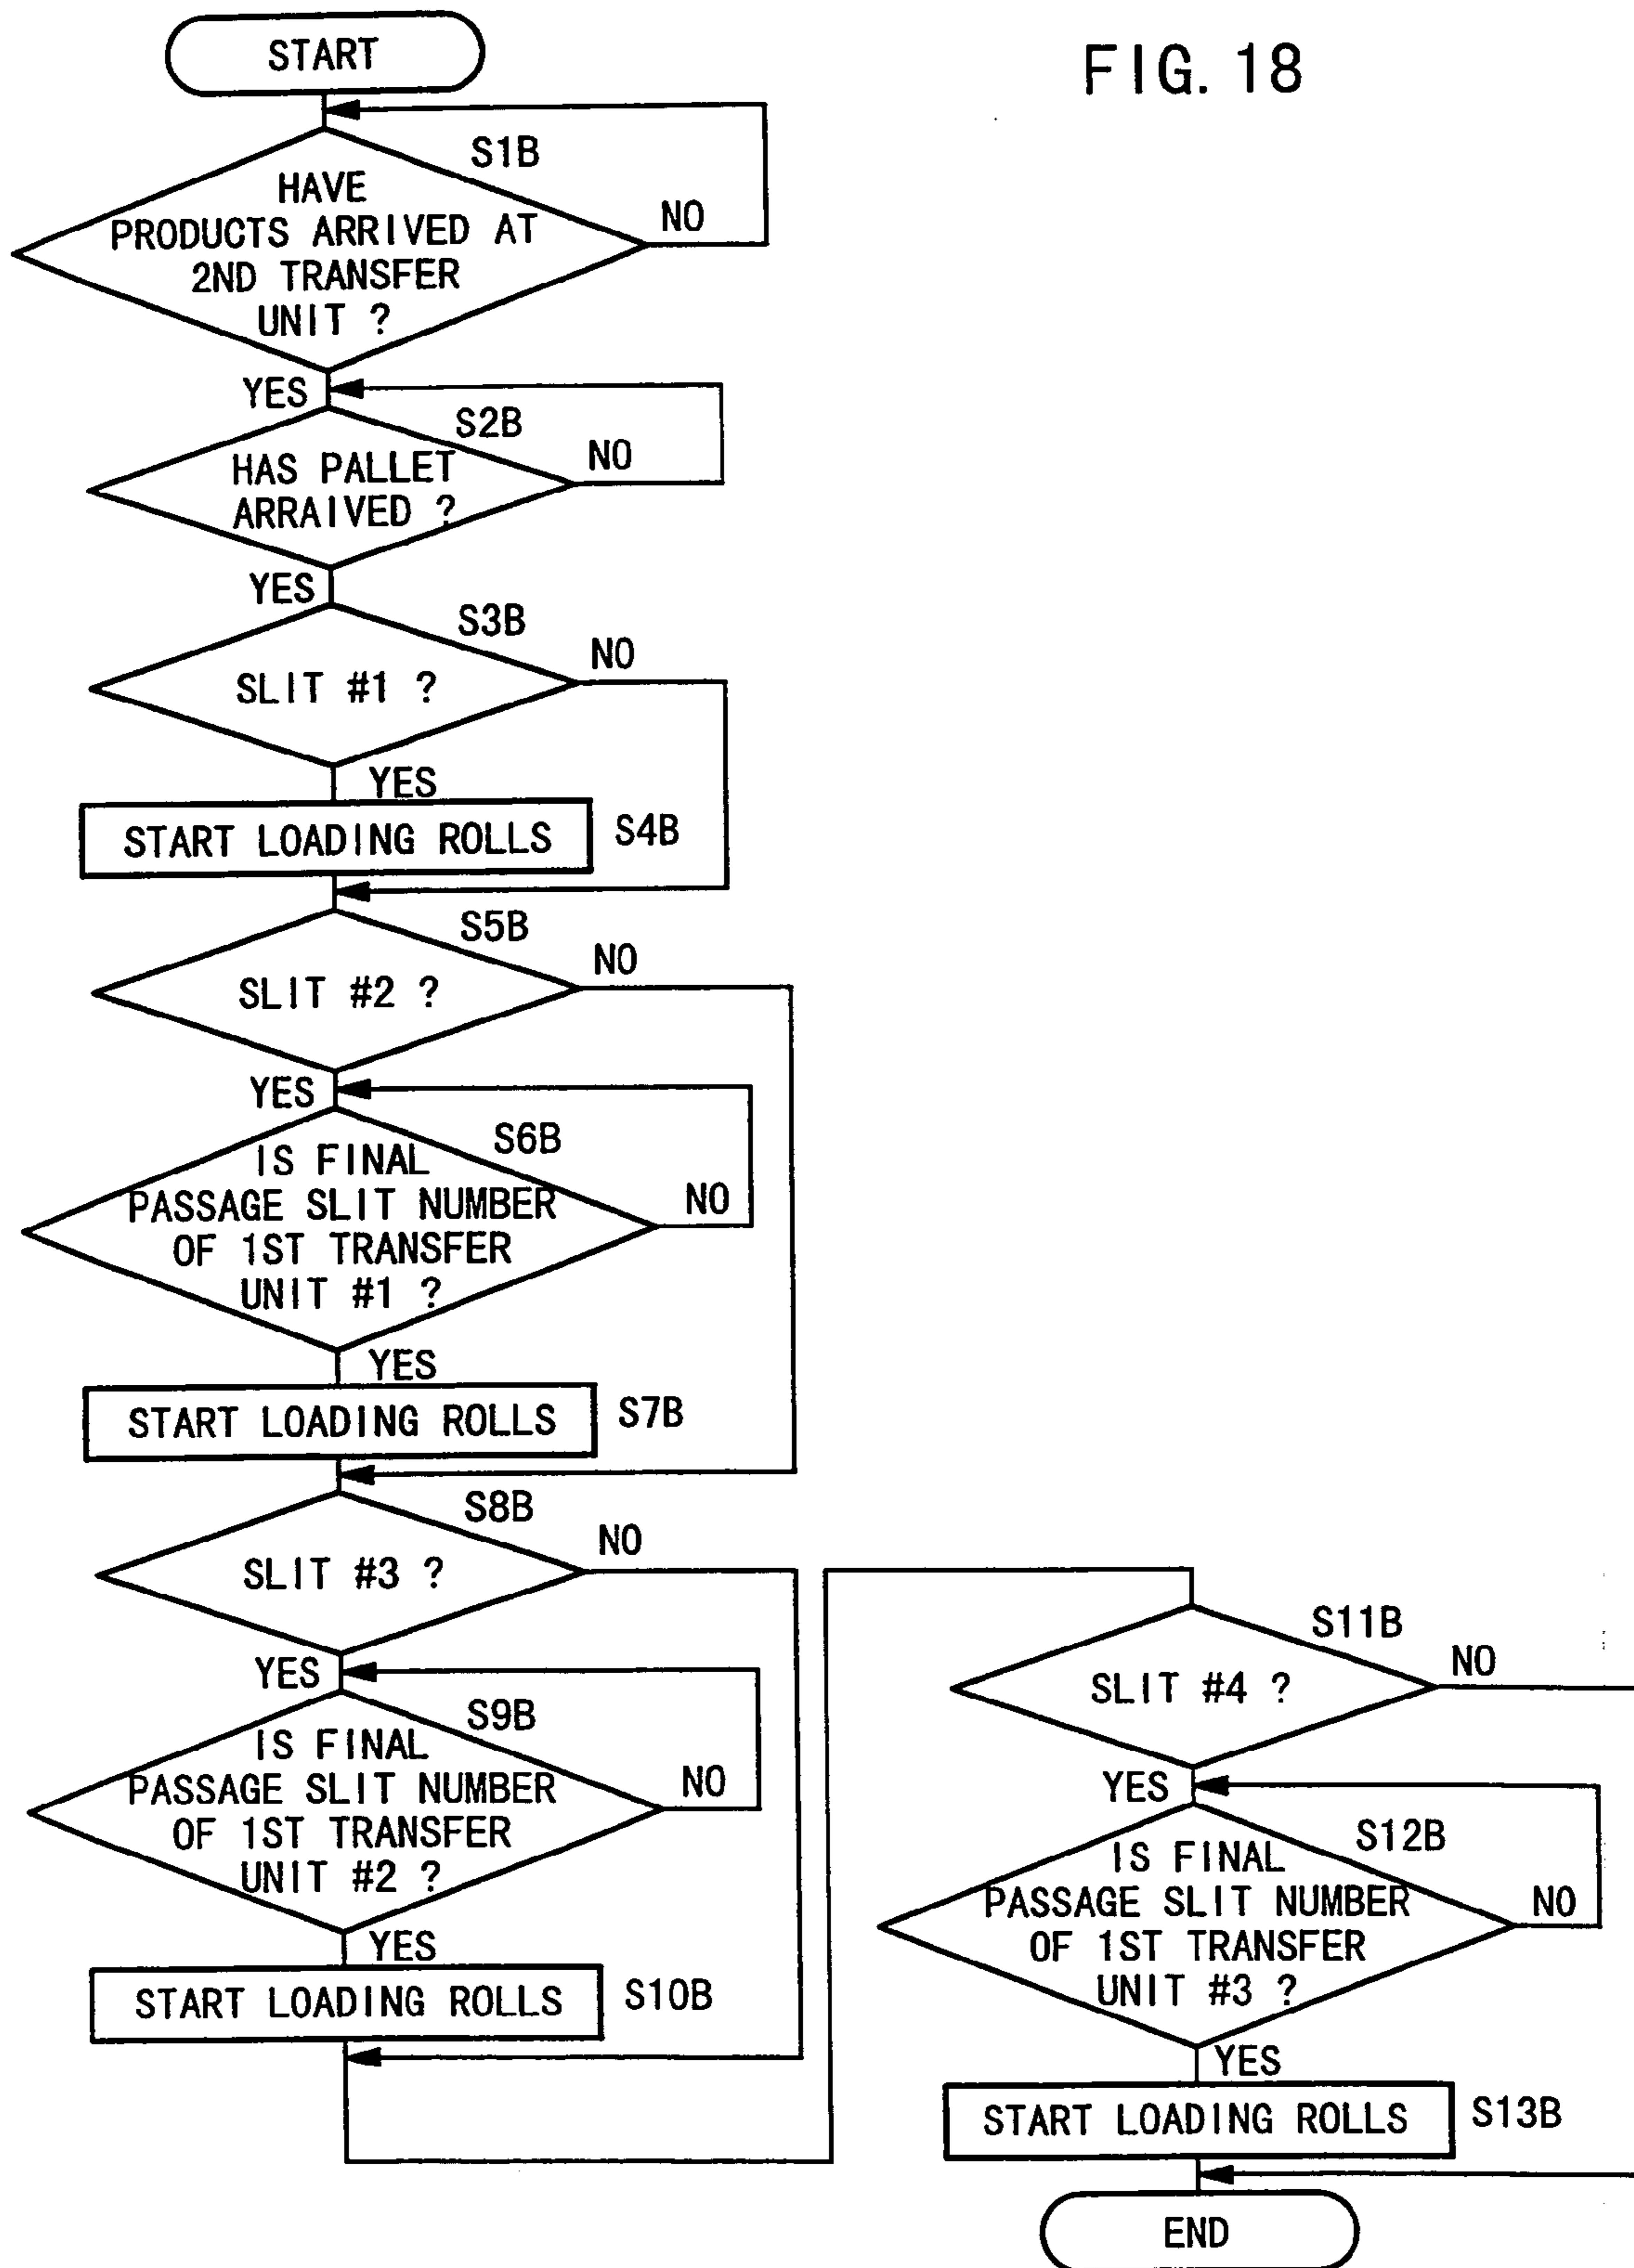 FIG. 18
START
S1B
HAVE
PRODUCTS ARRIVED AT
2ND TRANSFER
UNIT ?
NO
YES
S2B
HAS PALLET
ARRAIVED ?
NO
YES
S3B
SLIT #1 ?
NO
YES
START LOADING ROLLS
S4B
S5B
SLIT #2 ?
NO
YES
S6B
IS FINAL
PASSAGE SLIT NUMBER
OF 1ST TRANSFER
UNIT #1 ?
NO
YES
START LOADING ROLLS
S7B
S8B
SLIT #3 ?
NO
YES
S9B
IS FINAL
PASSAGE SLIT NUMBER
OF 1ST TRANSFER
UNIT #2 ?
NO
YES
START LOADING ROLLS
S10B
S11B
SLIT #4 ?
NO
YES
S12B
IS FINAL
PASSAGE SLIT NUMBER
OF 1ST TRANSFER
UNIT #3 ?
NO
YES
START LOADING ROLLS
S13B
END